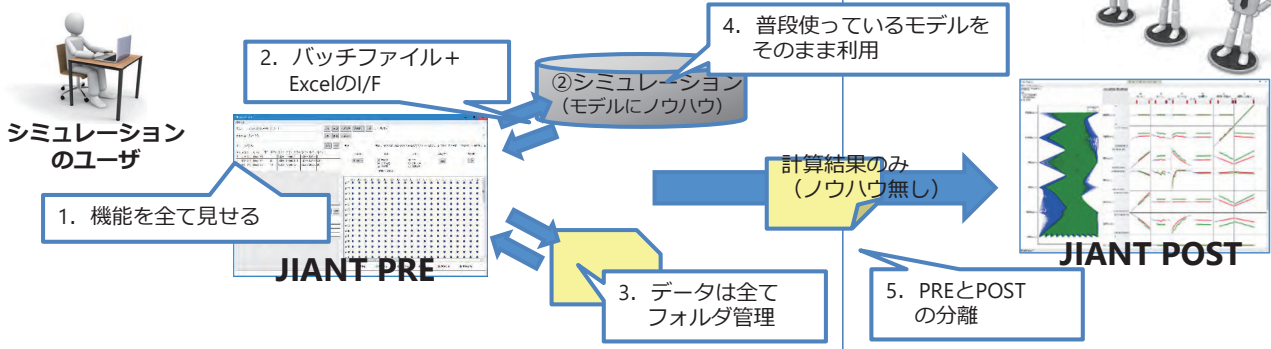 2. バッチファイル+
ExcelのI/F
4. 普段使っているモデルを
そのまま利用
②シミュレーション
(モデルにノウハウ)
シミュレーション
のユーザ
計算結果のみ
(ノウハウ無し)
1. 機能を全て見せる
JIANT PRE
JIANT POST
3. データは全て
フォルダ管理
5. PREとPOST
の分離